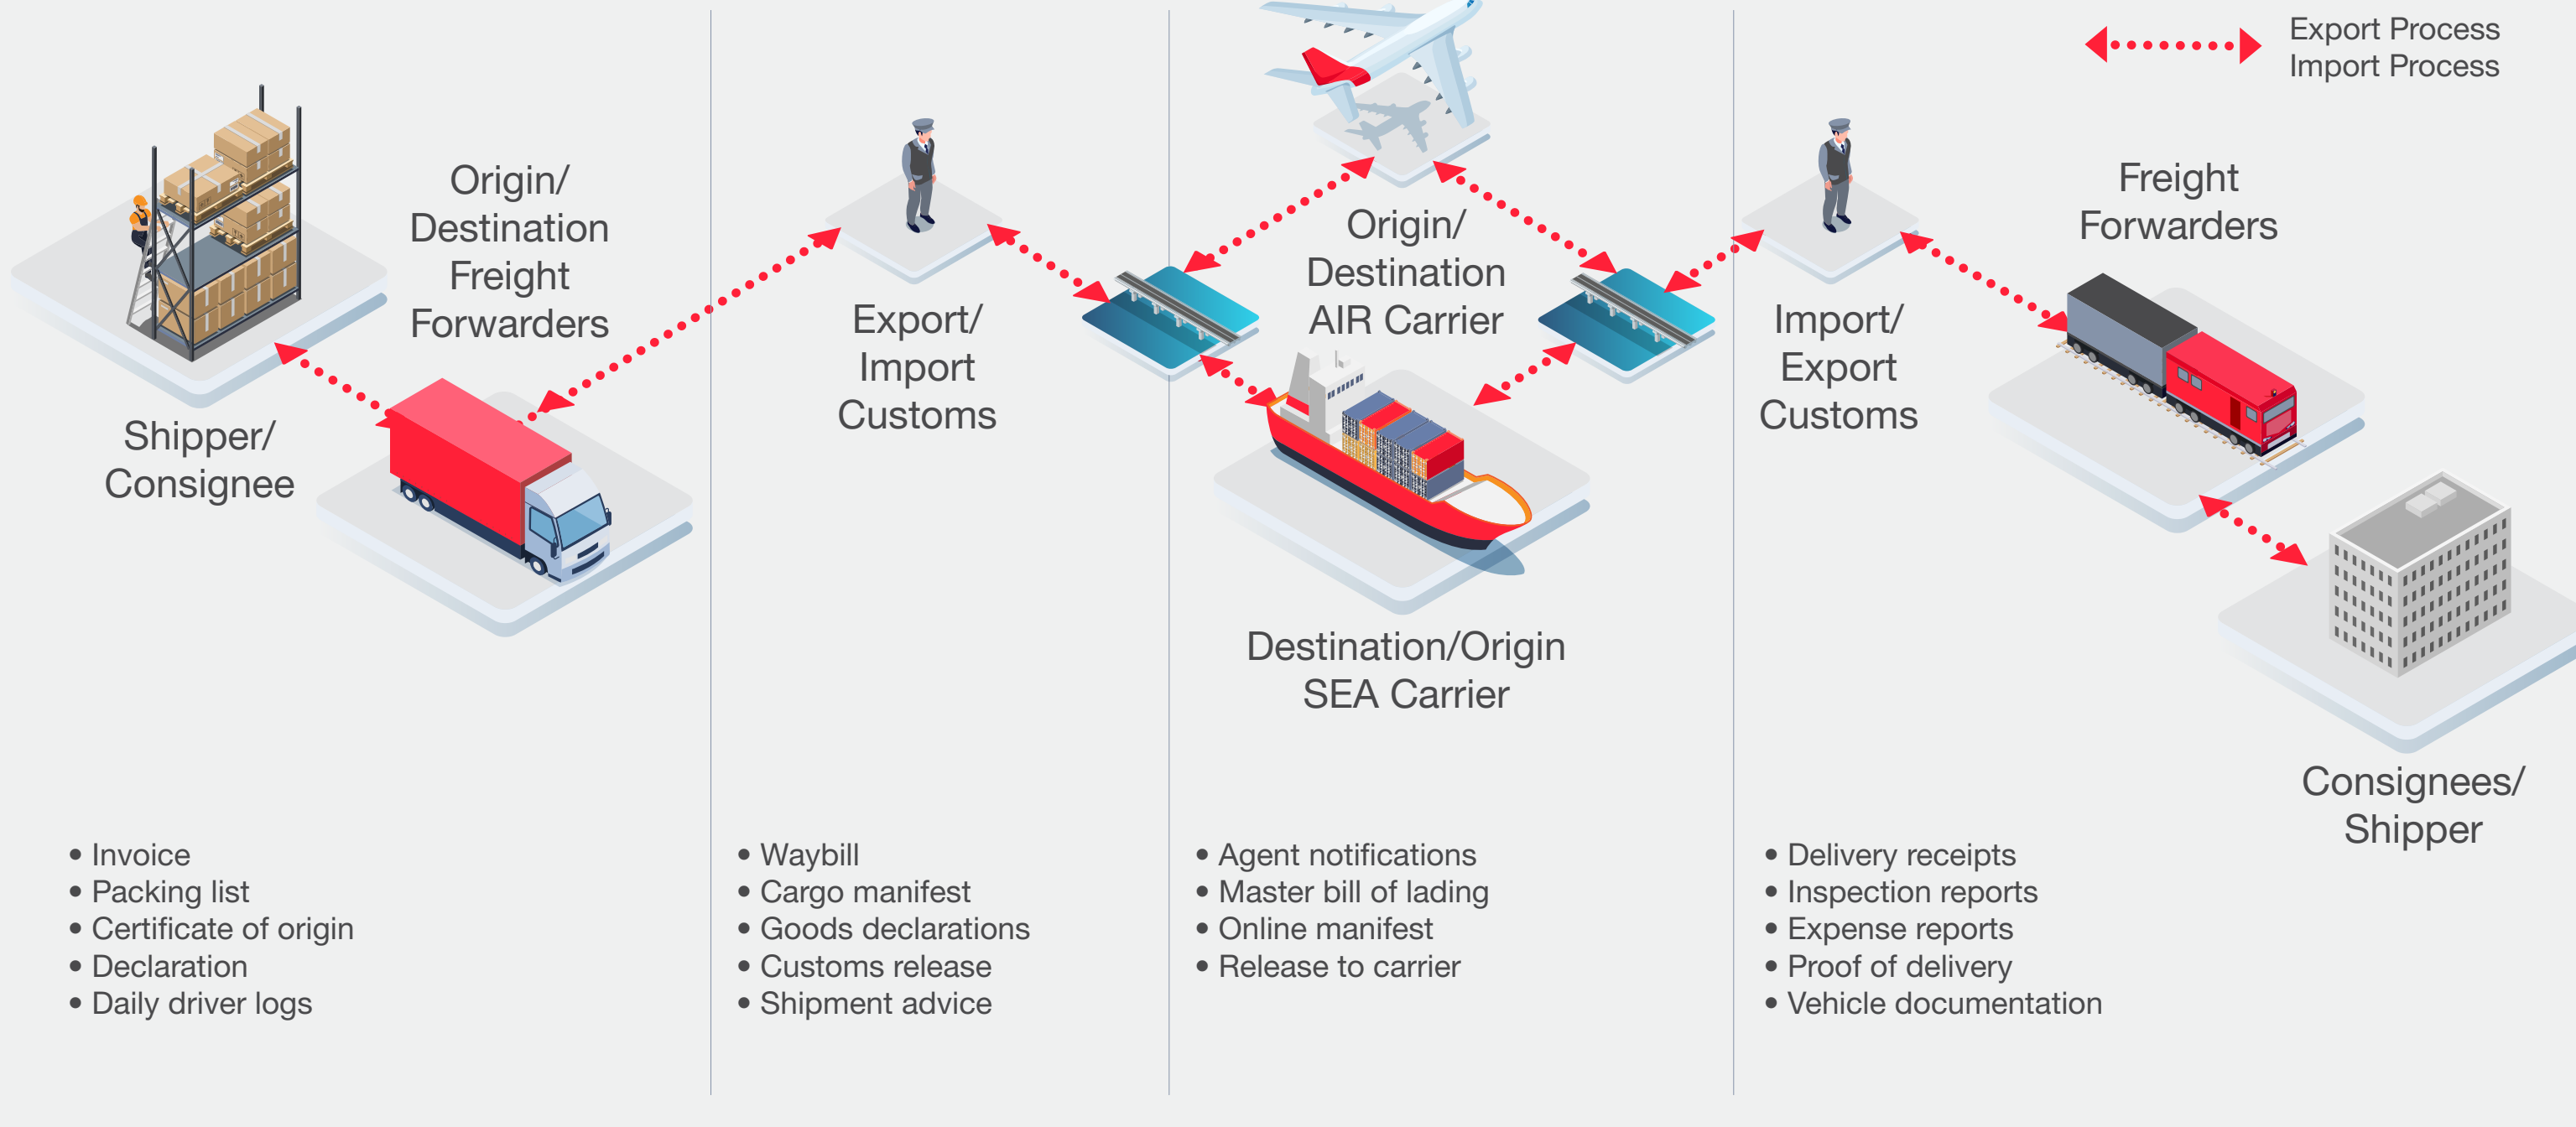 Export Process
Import Process
Origin/
Destination
Freight
Forwarders
Shipper/
Consignee
Export/
Import
Customs
Origin/
Destination
AIR Carrier
Destination/Origin
SEA Carrier
Import/
Export
Customs
Freight
Forwarders
Consignees/
Shipper
• Invoice
• Packing list
• Certificate of origin
• Declaration
• Daily driver logs
• Waybill
• Cargo manifest
• Goods declarations
• Customs release
• Shipment advice
• Agent notifications
• Master bill of lading
• Online manifest
• Release to carrier
• Delivery receipts
• Inspection reports
• Expense reports
• Proof of delivery
• Vehicle documentation